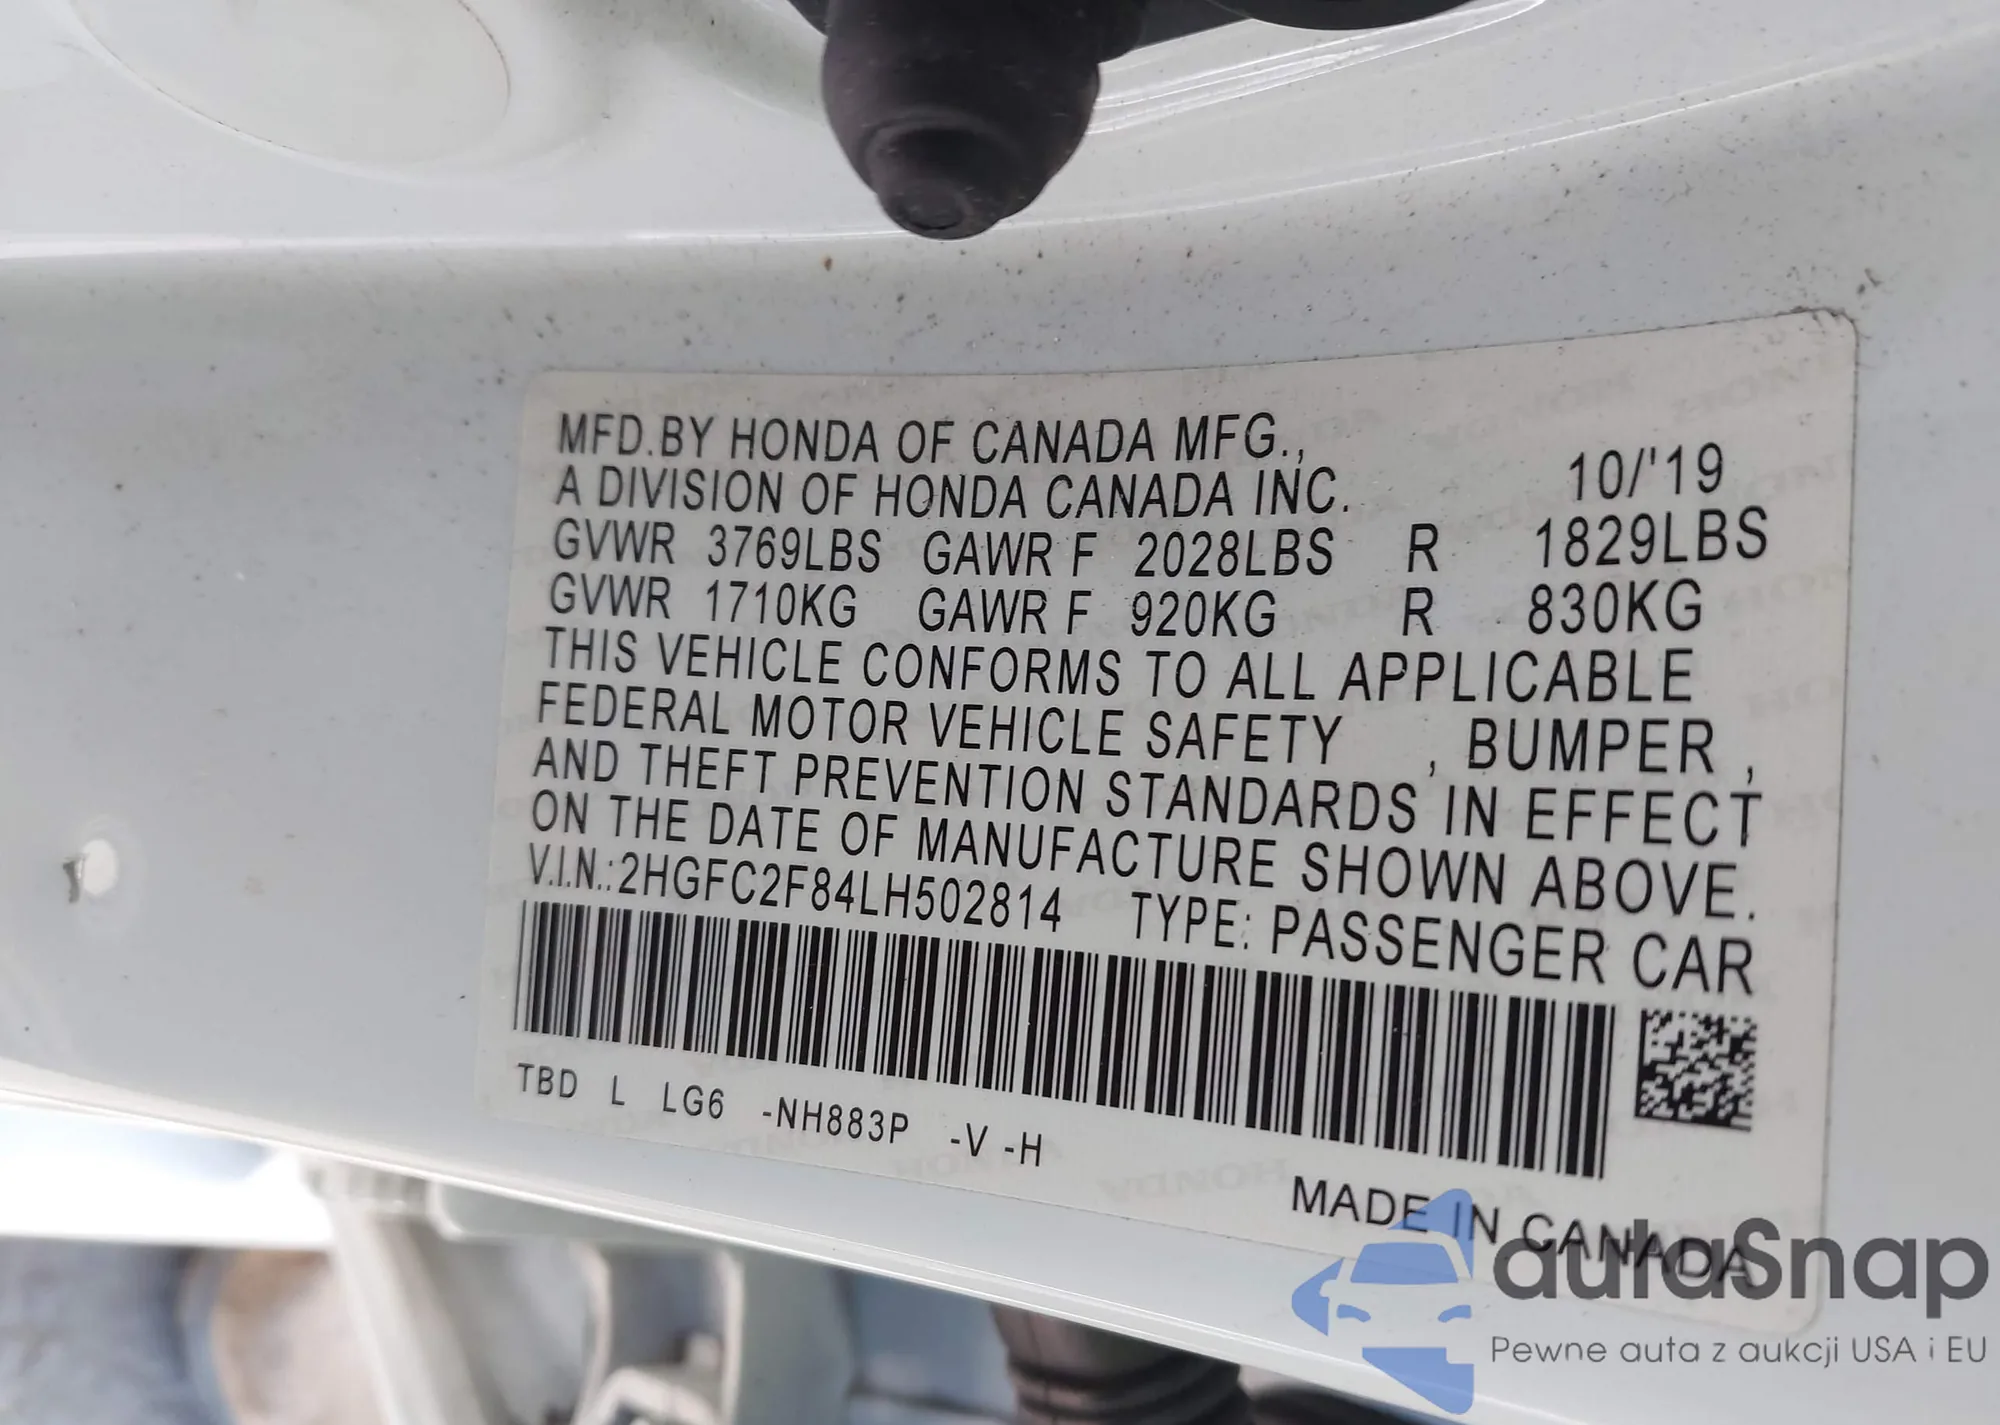 MFD.BY HONDA OF CANADA MFG.,
A DIVISION OF HONDA CANADA INC. 10/'19
GVWR 3769LBS GAWR F 2028LBS R 1829LBS
GVWR 1710KG GAWR F 920KG R 830KG
THIS VEHICLE CONFORMS TO ALL APPLICABLE
FEDERAL MOTOR VEHICLE SAFETY , BUMPER ,
AND THEFT PREVENTION STANDARDS IN EFFECT
ON THE DATE OF MANUFACTURE SHOWN ABOVE.
V.I.N.:2HGFC2F84LH502814 TYPE: PASSENGER CAR
TBD L LG6 -NH883P -V -H
MADE IN CANADA
autoSnap
Pewne auta z aukcji USA i EU